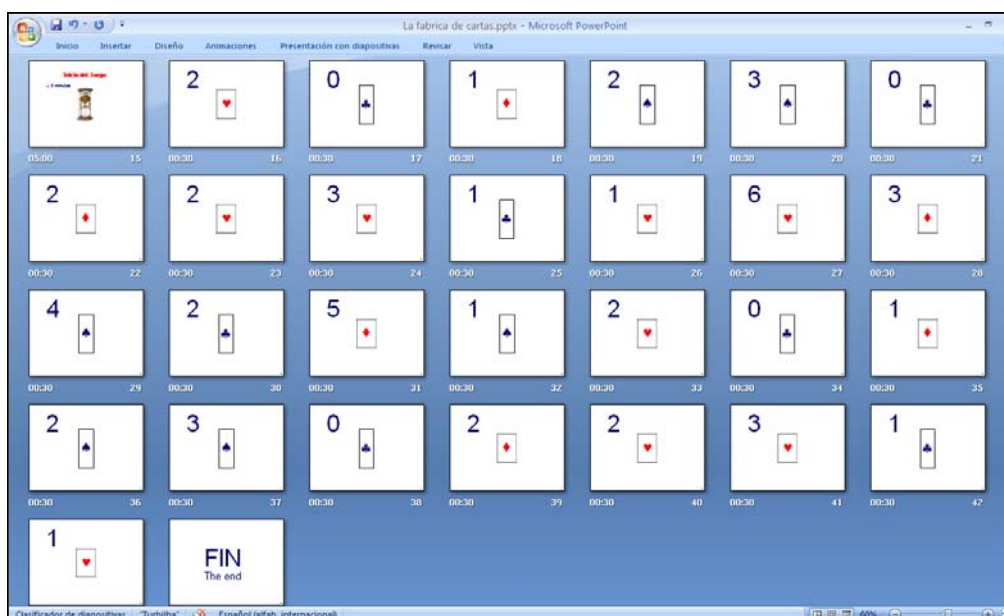 La fabrica de cartas.pptx - Microsoft PowerPoint
Inicio Insertar Diseño Animaciones Presentación con diapositivas Revisar Vista
Inicio del Juego
5 minutos
2 0 1 2 3 0
05:00 15 00:30 16 00:30 17 00:30 18 00:30 19 00:30 20 00:30 21
2 2 3 1 1 6 3
00:30 22 00:30 23 00:30 24 00:30 25 00:30 26 00:30 27 00:30 28
4 2 5 1 2 0 1
00:30 29 00:30 30 00:30 31 00:30 32 00:30 33 00:30 34 00:30 35
2 3 0 2 2 3 1
00:30 36 00:30 37 00:30 38 00:30 39 00:30 40 00:30 41 00:30 42
1 FIN
The end
Clasificador de diapositivas "Turbilha" Español (alfab. internacional) 60%